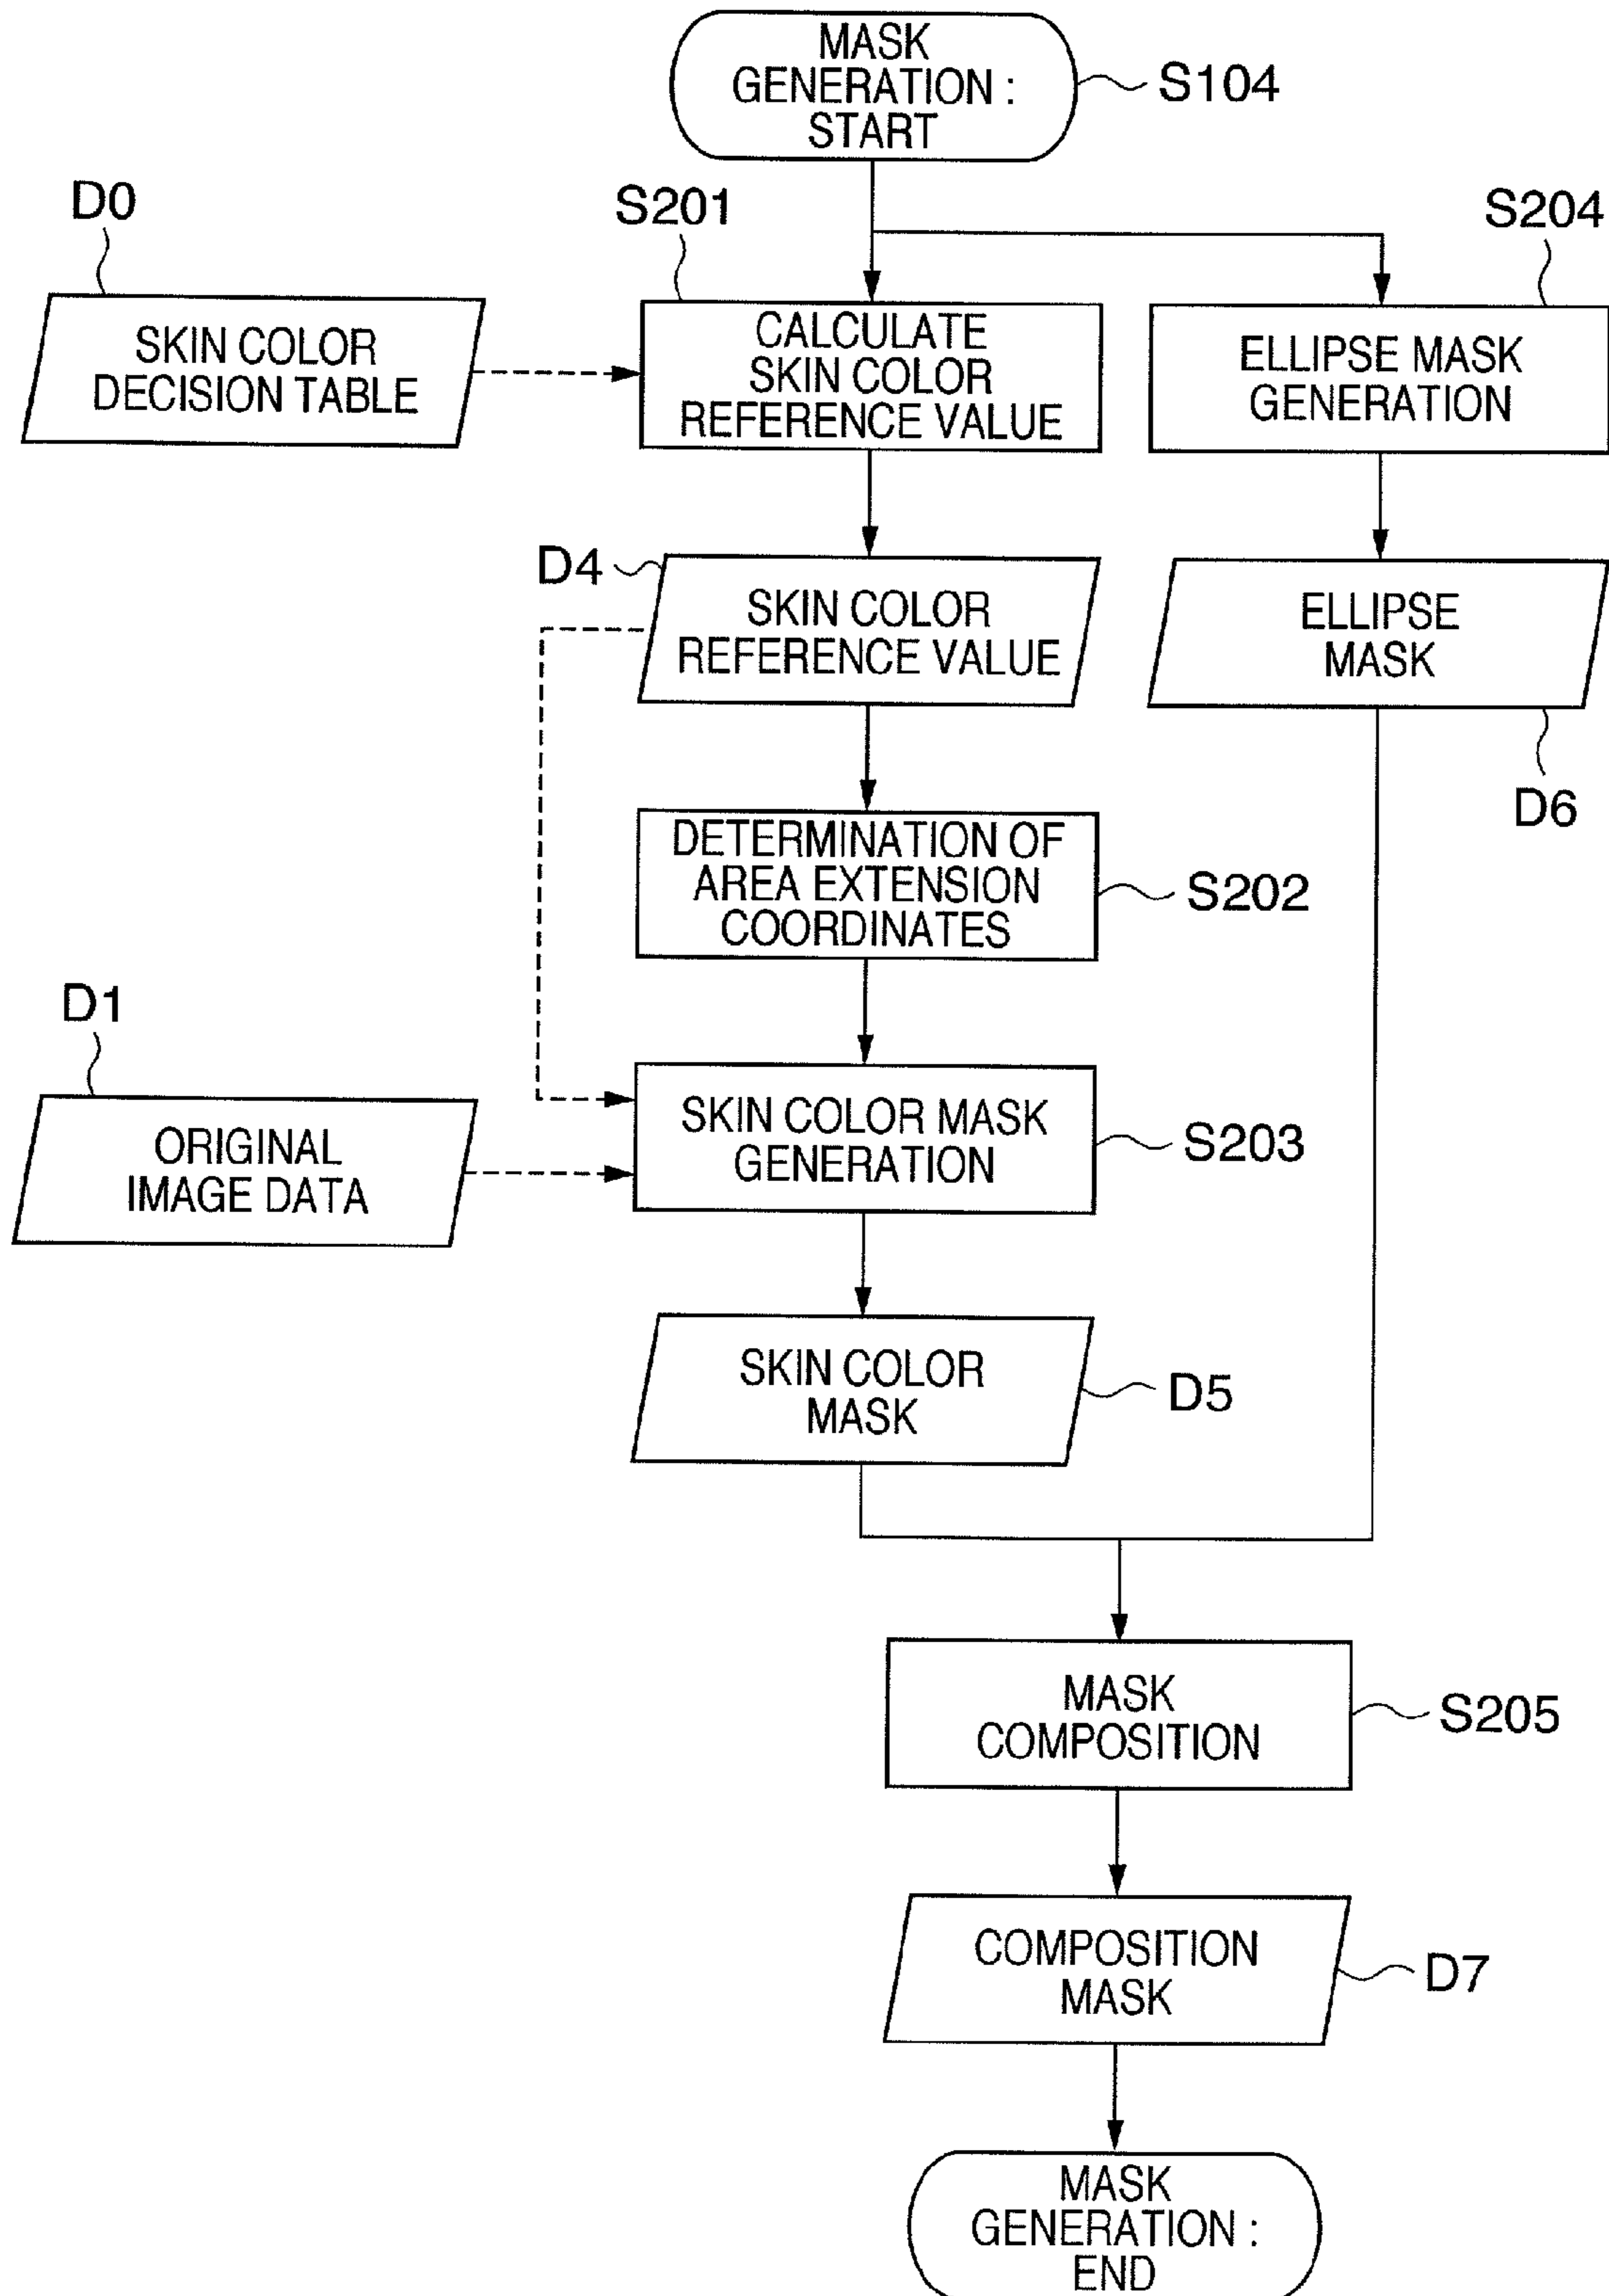 MASK
GENERATION :
START
S104
D0
S201
S204
SKIN COLOR
DECISION TABLE
CALCULATE
SKIN COLOR
REFERENCE VALUE
ELLIPSE MASK
GENERATION
D4
SKIN COLOR
REFERENCE VALUE
ELLIPSE
MASK
D6
DETERMINATION OF
AREA EXTENSION
COORDINATES
S202
D1
ORIGINAL
IMAGE DATA
SKIN COLOR MASK
GENERATION
S203
SKIN COLOR
MASK
D5
MASK
COMPOSITION
S205
COMPOSITION
MASK
D7
MASK
GENERATION :
END